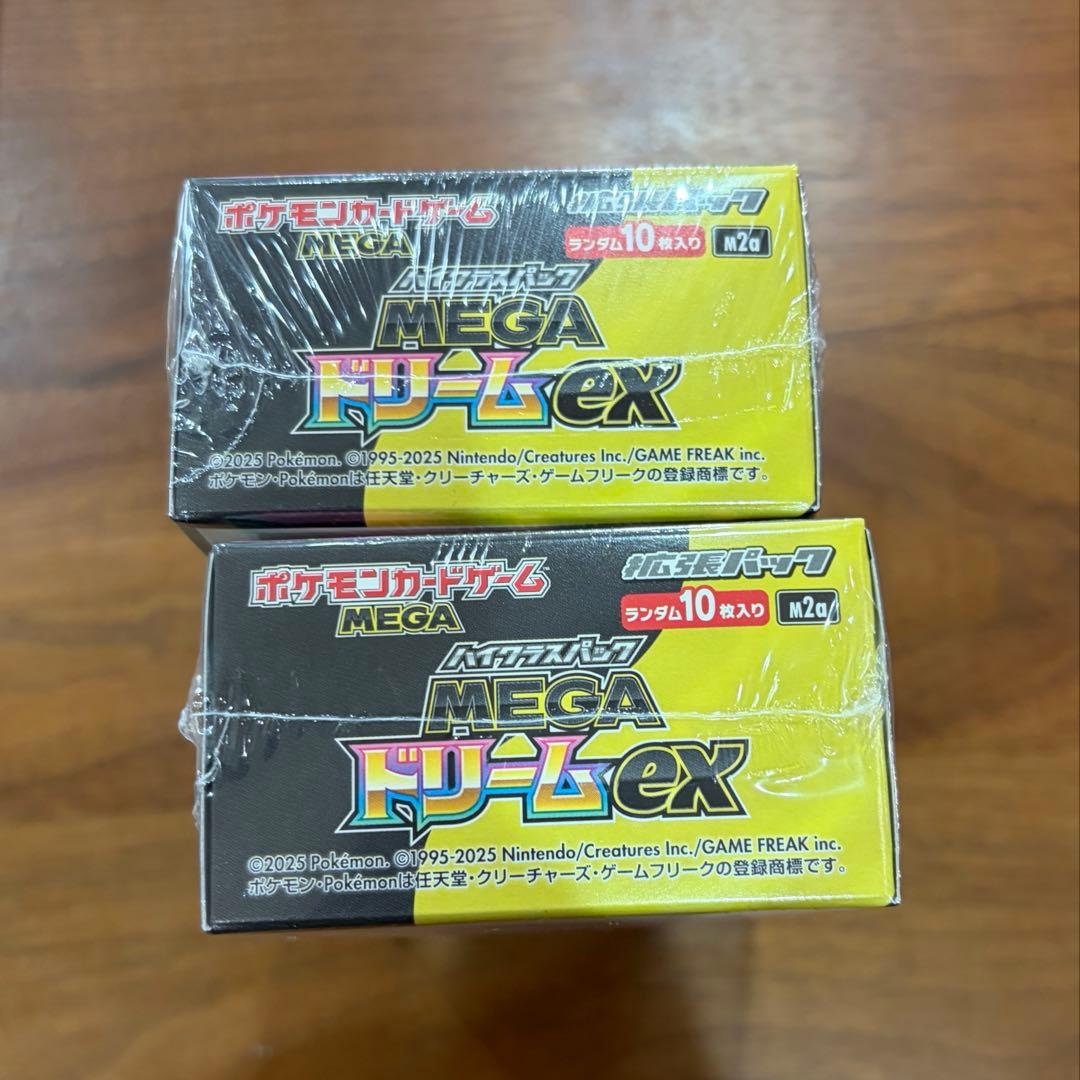 ポケモンカードゲーム
MEGA
拡張パック
ランダム10枚入り
M2a
ハイクラスパック
MEGA
ドリームex
©2025 Pokémon. ©1995-2025 Nintendo/Creatures Inc./GAME FREAK inc.
ポケモン・Pokémonは任天堂・クリーチャーズ・ゲームフリークの登録商標です。
ポケモンカードゲーム
MEGA
拡張パック
ランダム10枚入り
M2a
ハイクラスパック
MEGA
ドリームex
©2025 Pokémon. ©1995-2025 Nintendo/Creatures Inc./GAME FREAK inc.
ポケモン・Pokémonは任天堂・クリーチャーズ・ゲームフリークの登録商標です。